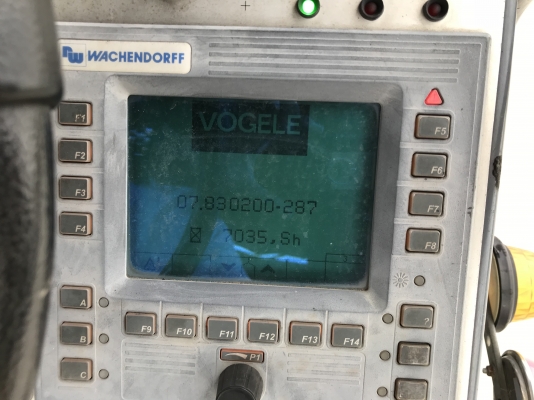 WACHENDORFF
VÖGELE
07.830200-287
7035,5h
F1
F2
F3
F4
F5
F6
F7
F8
F9
F10
F11
F12
F13
F14
A
B
C
?
P1